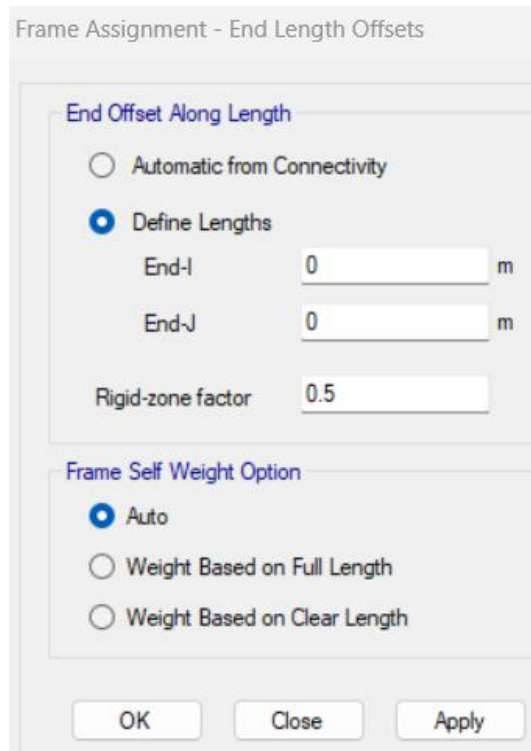 Frame Assignment - End Length Offsets
End Offset Along Length
Automatic from Connectivity
Define Lengths
End-I 0 m
End-J 0 m
Rigid-zone factor 0.5
Frame Self Weight Option
Auto
Weight Based on Full Length
Weight Based on Clear Length
OK Close Apply